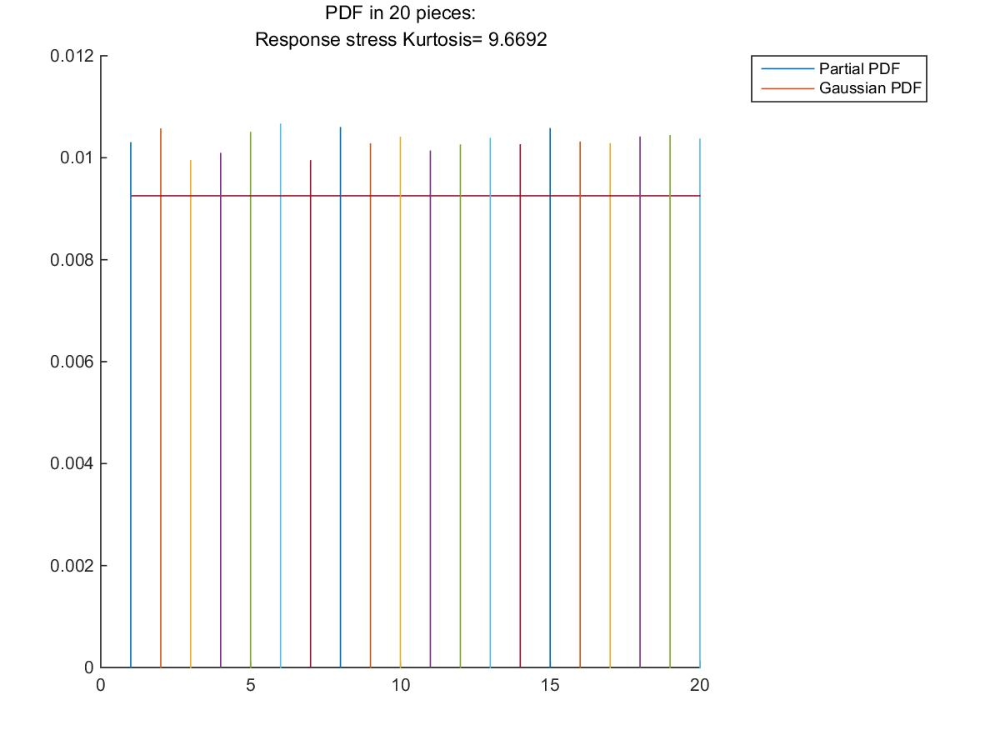 PDF in 20 pieces:
Response stress Kurtosis= 9.6692
Partial PDF
Gaussian PDF
0.012
0.01
0.008
0.006
0.004
0.002
0
0 5 10 15 20